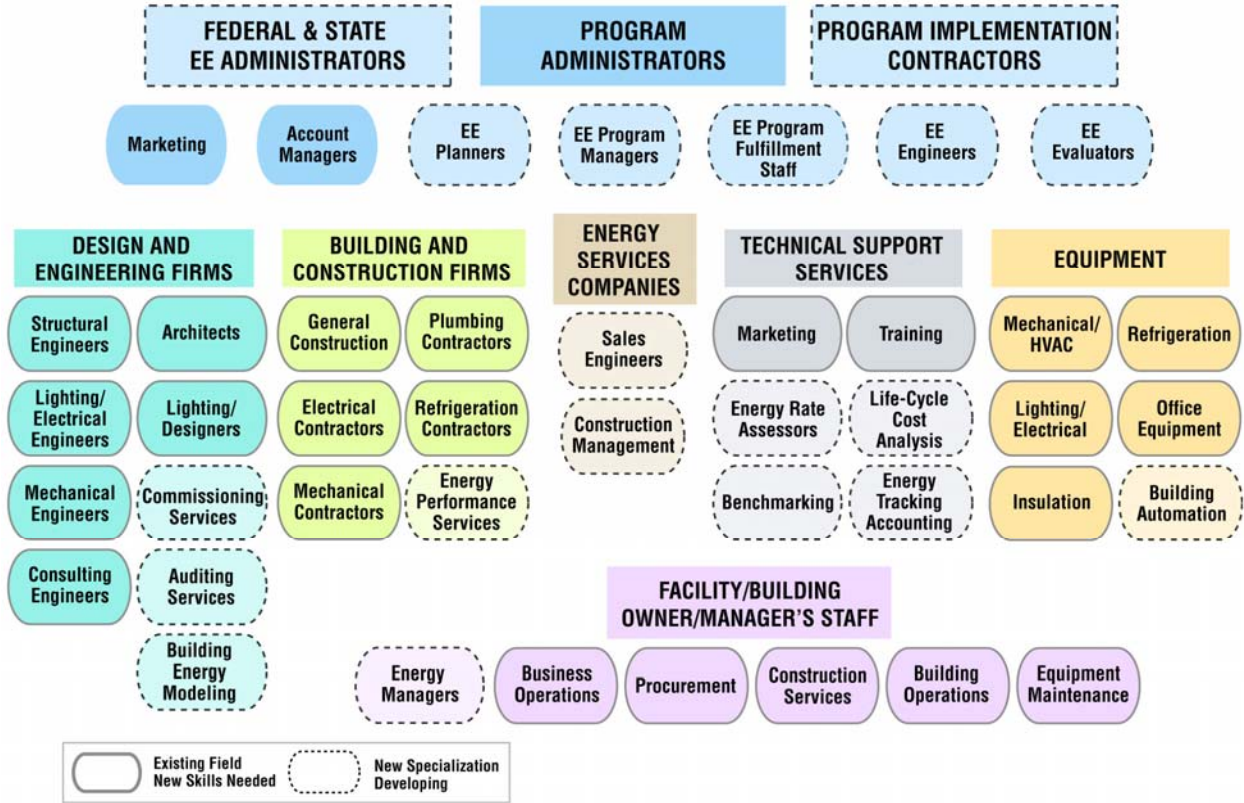 FEDERAL & STATE
EE ADMINISTRATORS
PROGRAM
ADMINISTRATORS
PROGRAM IMPLEMENTATION
CONTRACTORS
Marketing
Account
Managers
EE
Planners
EE Program
Managers
EE Program
Fulfillment
Staff
EE
Engineers
EE
Evaluators
DESIGN AND
ENGINEERING FIRMS
Structural
Engineers
Architects
Lighting/
Electrical
Engineers
Lighting/
Designers
Mechanical
Engineers
Commissioning
Services
Consulting
Engineers
Auditing
Services
Building
Energy
Modeling
BUILDING AND
CONSTRUCTION FIRMS
General
Construction
Plumbing
Contractors
Electrical
Contractors
Refrigeration
Contractors
Mechanical
Contractors
Energy
Performance
Services
ENERGY
SERVICES
COMPANIES
Sales
Engineers
Construction
Management
TECHNICAL SUPPORT
SERVICES
Marketing
Training
Energy Rate
Assessors
Life-Cycle
Cost
Analysis
Benchmarking
Energy
Tracking
Accounting
EQUIPMENT
Mechanical/
HVAC
Refrigeration
Lighting/
Electrical
Office
Equipment
Insulation
Building
Automation
FACILITY/BUILDING
OWNER/MANAGER'S STAFF
Energy
Managers
Business
Operations
Procurement
Construction
Services
Building
Operations
Equipment
Maintenance
Existing Field
New Skills Needed
New Specialization
Developing